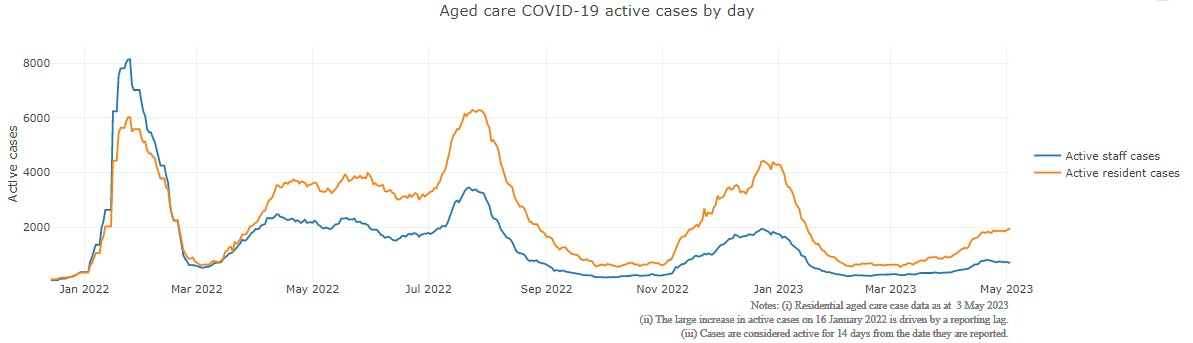 Aged care COVID-19 active cases by day
Active cases
8000
6000
4000
2000
Jan 2022
Mar 2022
May 2022
Jul 2022
Sep 2022
Nov 2022
Jan 2023
Mar 2023
May 2023
Active staff cases
Active resident cases
Notes: (i) Residential aged care case data as at 3 May 2023
(ii) The large increase in active cases on 16 January 2022 is driven by a reporting lag.
(iii) Cases are considered active for 14 days from the date they are reported.